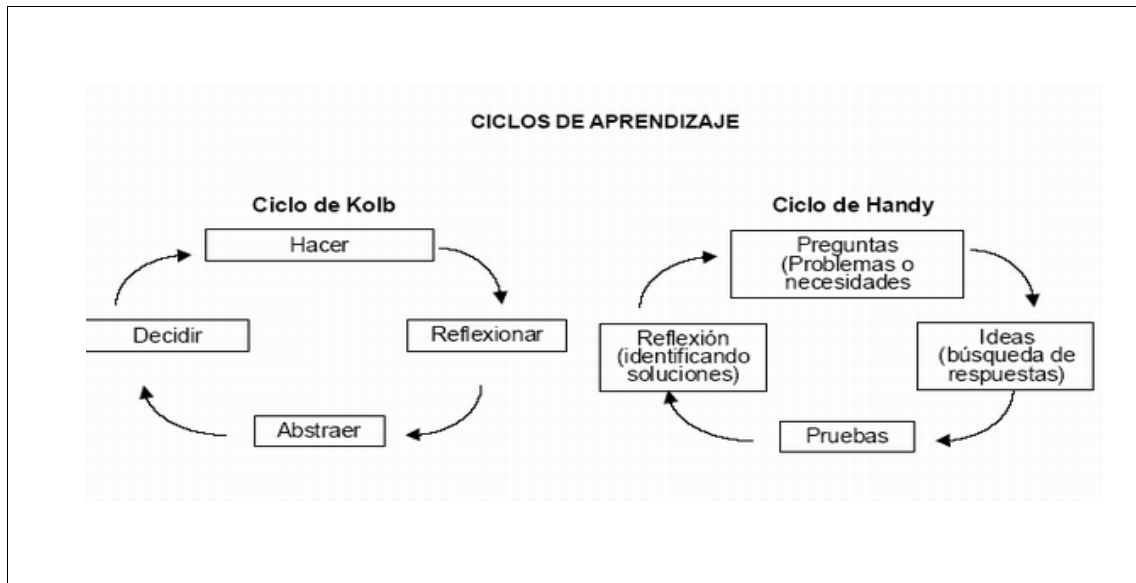 CICLOS DE APRENDIZAJE
Ciclo de Kolb
Hacer
Reflexionar
Abstraer
Decidir
Ciclo de Handy
Preguntas
(Problemas o
necesidades
Ideas
(búsqueda de
respuestas)
Pruebas
Reflexión
(identificando
soluciones)